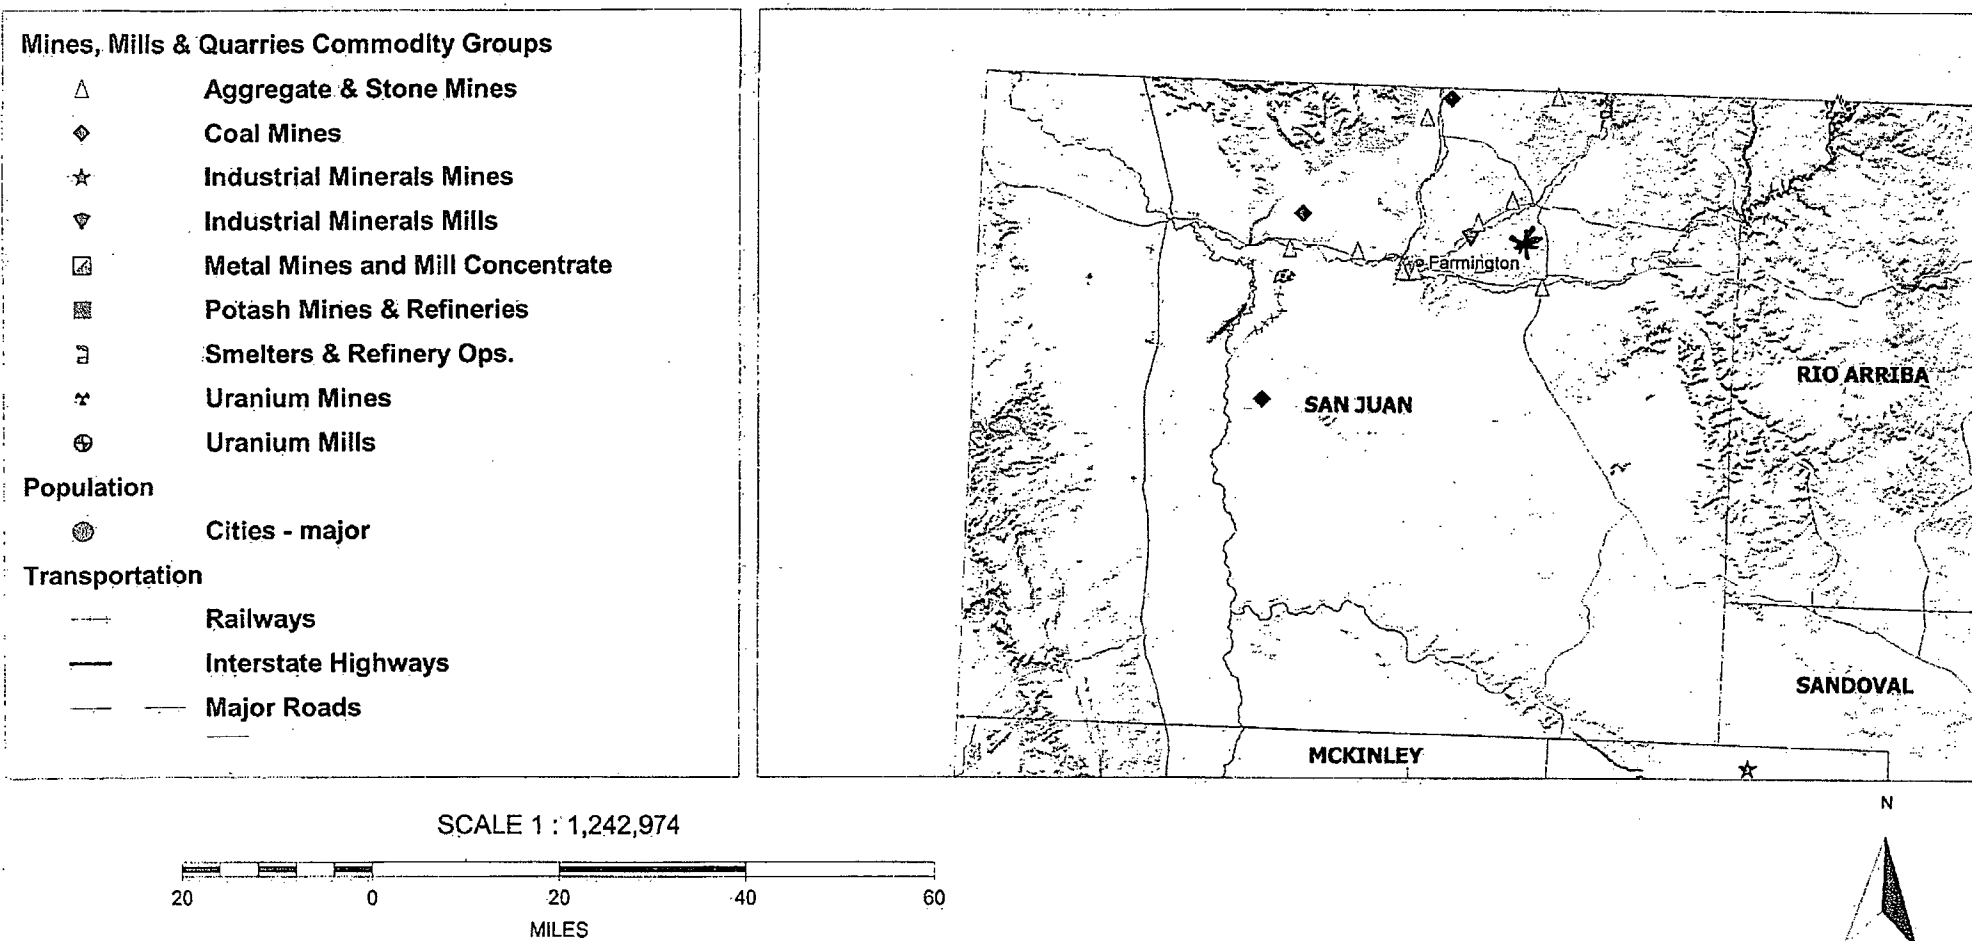 Mines, Mills & Quarries Commodity Groups
Aggregate & Stone Mines
Coal Mines
Industrial Minerals Mines
Industrial Minerals Mills
Metal Mines and Mill Concentrate
Potash Mines & Refineries
Smelters & Refinery Ops.
Uranium Mines
Uranium Mills
Population
Cities - major
Transportation
Railways
Interstate Highways
Major Roads
Farmington
RIO ARRIBA
SAN JUAN
SANDOVAL
MCKINLEY
SCALE 1 : 1,242,974
20 0 20 40 60
MILES
N